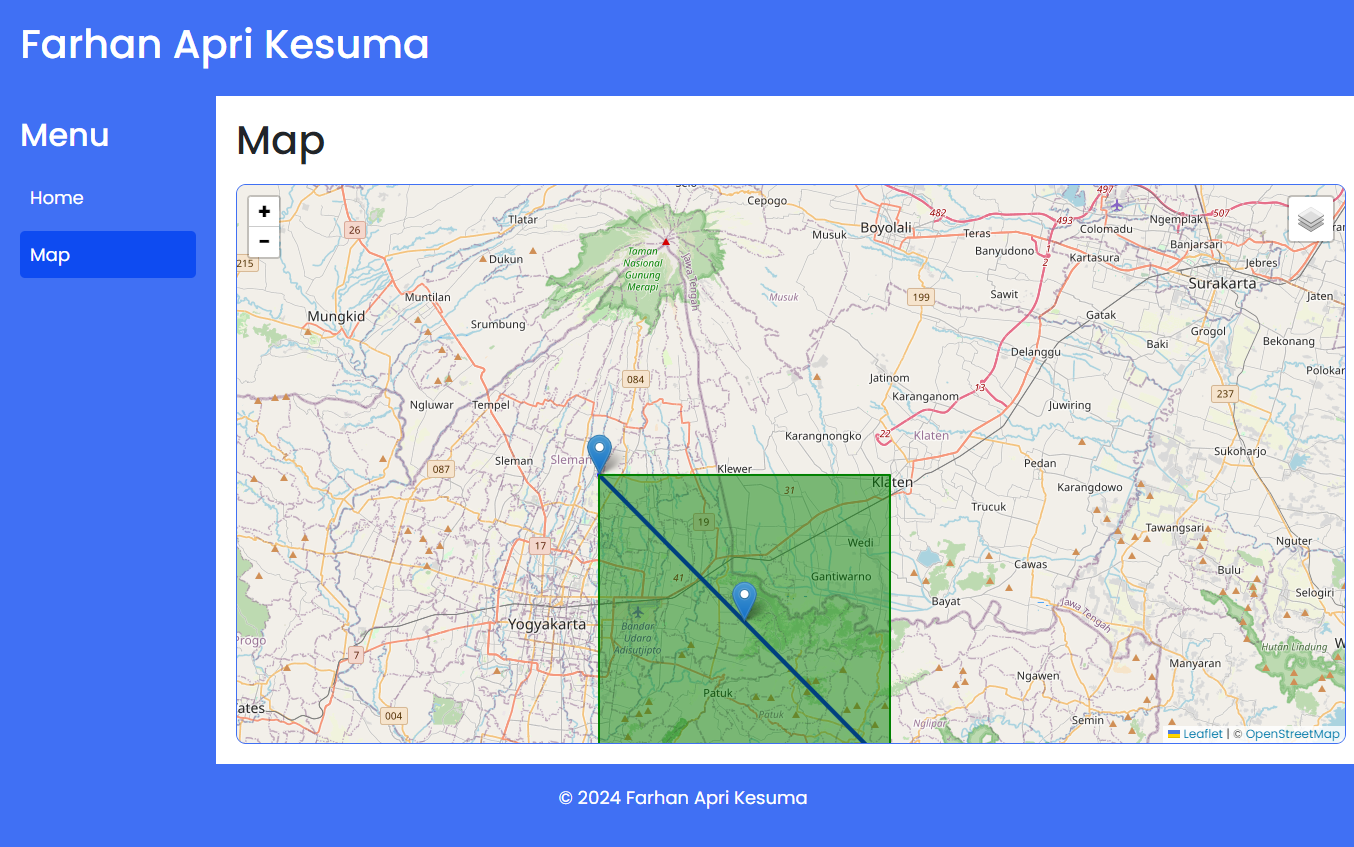 Farhan Apri Kesuma
Menu
Home
Map
Map
+
-
Cepogo
Tlatar
26
Musuk
Boyolali
482
Teras
493
497
Colomadu
Ngemplak
507
Banyudono
Kartasura
Banjarsari
Jebres
215
Dukun
Taman
Nasional
Gunung
Merapi
Jawa Tengah
Muntilan
Musuk
199
Sawit
Surakarta
Jaten
Mungkid
Srumbung
Gatak
Grogol
Baki
Bekonang
Delanggu
084
Jatinom
13
Polokar
Karanganom
237
Ngluwar
Tempel
Juwiring
Karangnongko
22
Klaten
Sukoharjo
Sleman
Sleman
087
Klewer
Pedan
Klaten
31
Karangdowo
Trucuk
19
Tawangsari
17
Wedi
Nguter
41
Gantiwarno
Cawas
Bulu
Selogiri
Bayat
Jawa Tengah
Yogyakarta
Bandar
Udara
Adisutjipto
Progo
7
Hutan Lindung
W
Manyaran
Ngawen
Patuk
Patuk
ates
004
Nglipar
Semin
Leaflet | © OpenStreetMap
© 2024 Farhan Apri Kesuma